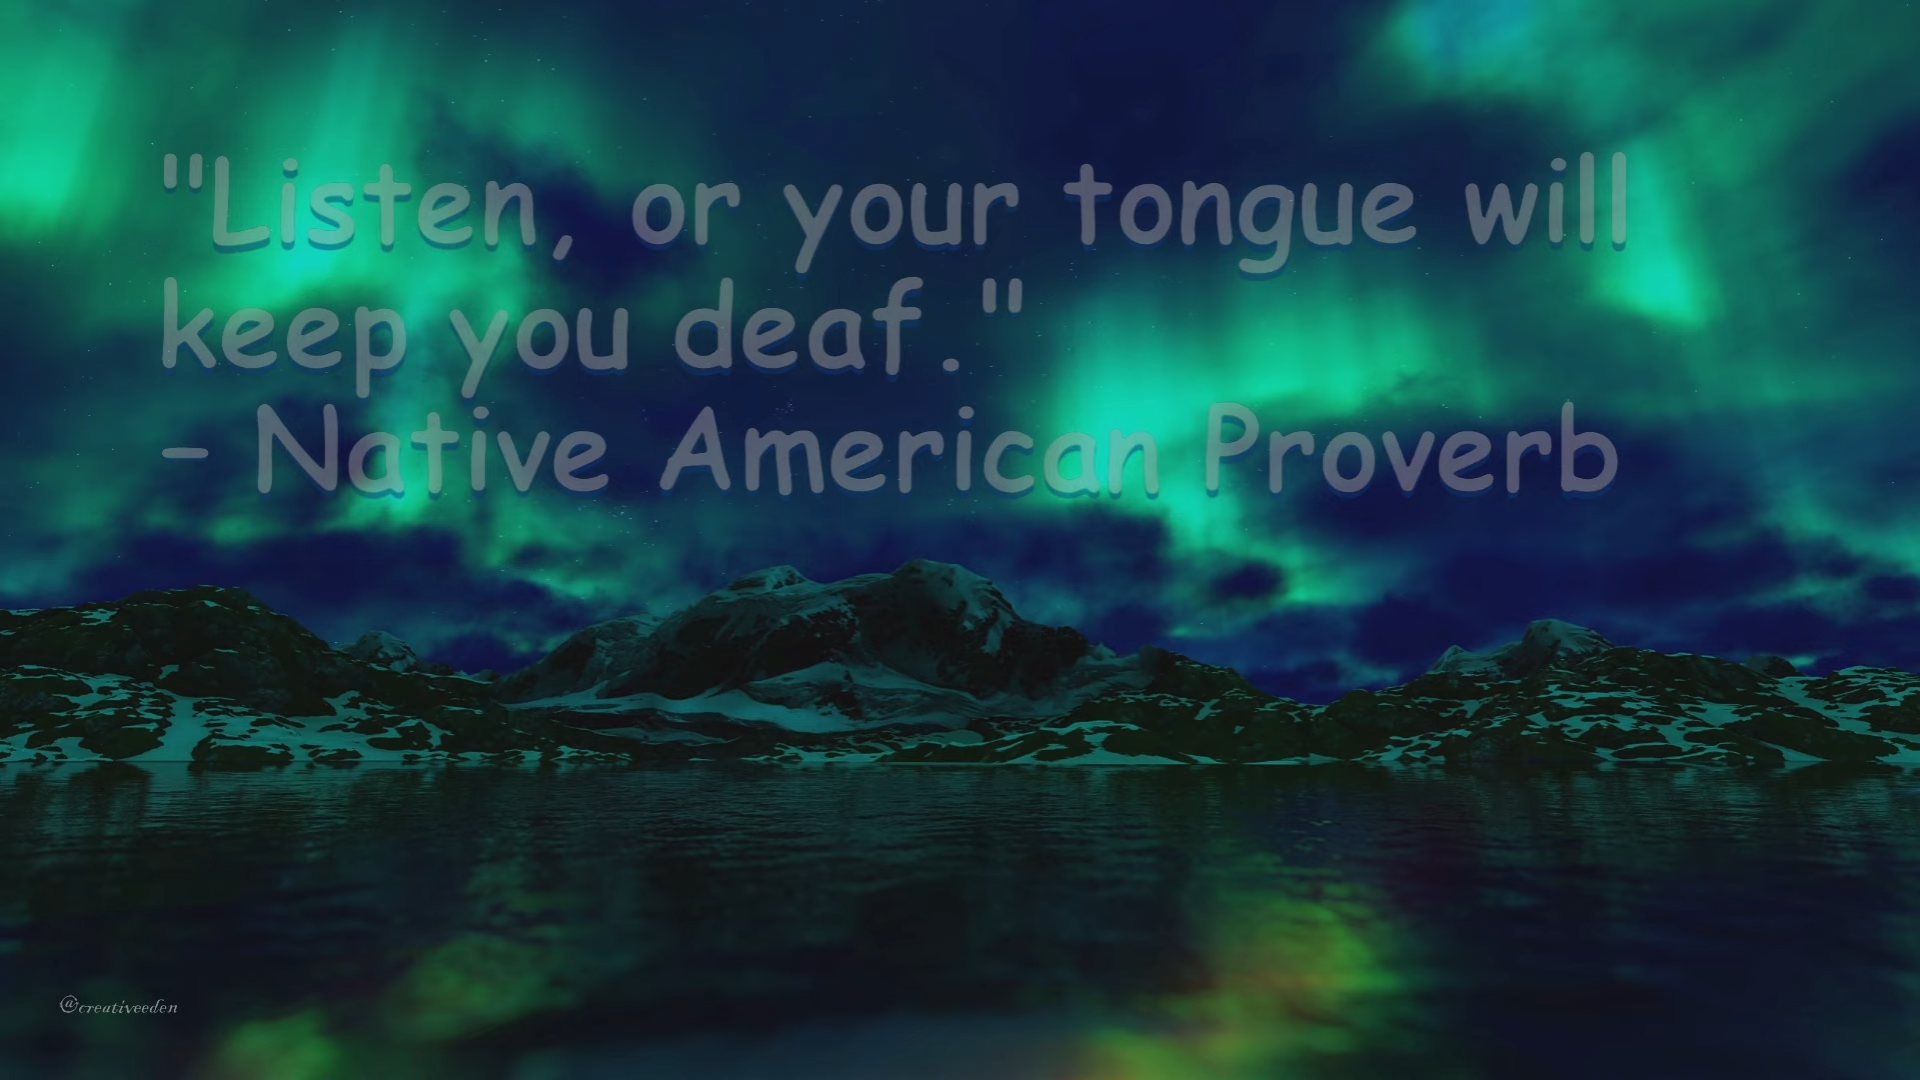 "Listen, or your tongue will
keep you deaf."
- Native American Proverb
@creativeeden